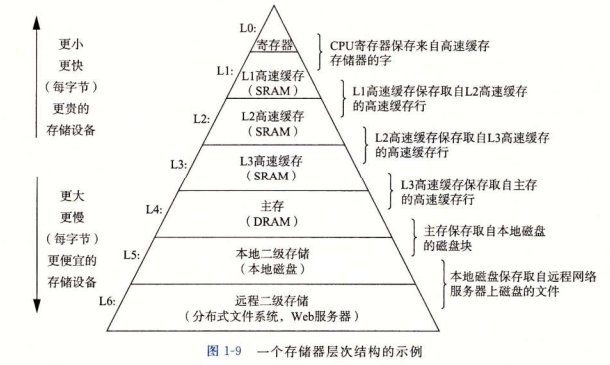 更小
更快
(每字节)
更贵的
存储设备
更大
更慢
(每字节)
更便宜的
存储设备
L0:
寄存器
CPU寄存器保存来自高速缓存
存储器的字
L1:
L1高速缓存
(SRAM)
L1高速缓存保存取自L2高速缓存
的高速缓存行
L2:
L2高速缓存
(SRAM)
L2高速缓存保存取自L3高速缓存
的高速缓存行
L3:
L3高速缓存
(SRAM)
L3高速缓存保存取自主存
的高速缓存行
L4:
主存
(DRAM)
主存保存取自本地磁盘
的磁盘块
L5:
本地二级存储
(本地磁盘)
本地磁盘保存取自远程网络
服务器上磁盘的文件
L6:
远程二级存储
(分布式文件系统，Web服务器)
图 1-9 一个存储器层次结构的示例